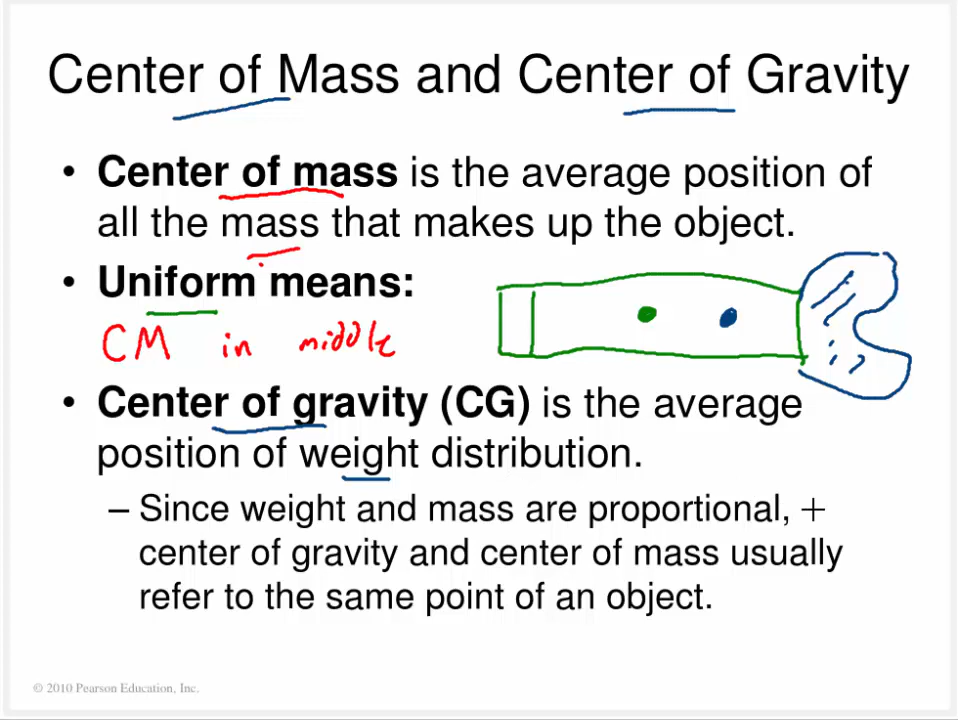 Center of Mass and Center of Gravity
• Center of mass is the average position of
all the mass that makes up the object.
• Uniform means:
CM in middle
• Center of gravity (CG) is the average
position of weight distribution.
– Since weight and mass are proportional, +
center of gravity and center of mass usually
refer to the same point of an object.
© 2010 Pearson Education, Inc.